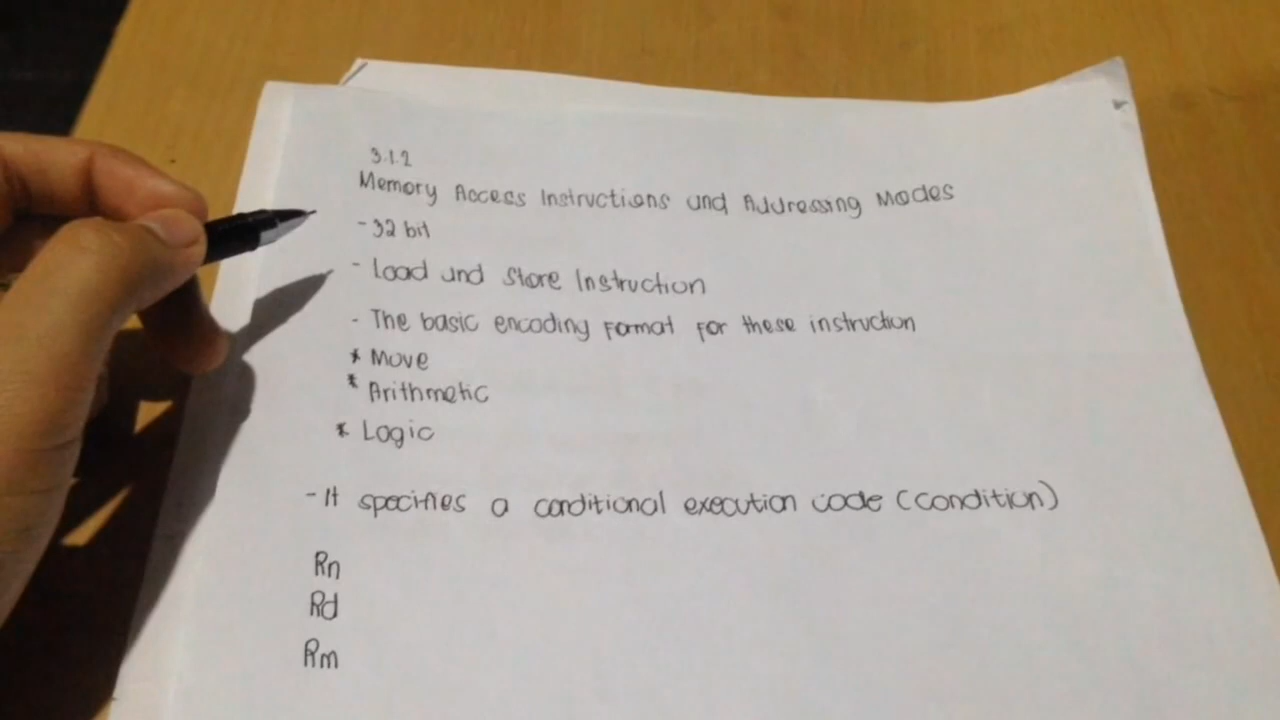 3.1.2
Memory Access Instructions and Addressing Modes
- 32 bit
- Load and Store Instruction
- The basic encoding format for these instruction
* Move
* Arithmetic
* Logic
- It specifies a conditional execution code (condition)
Rn
Rd
Rm